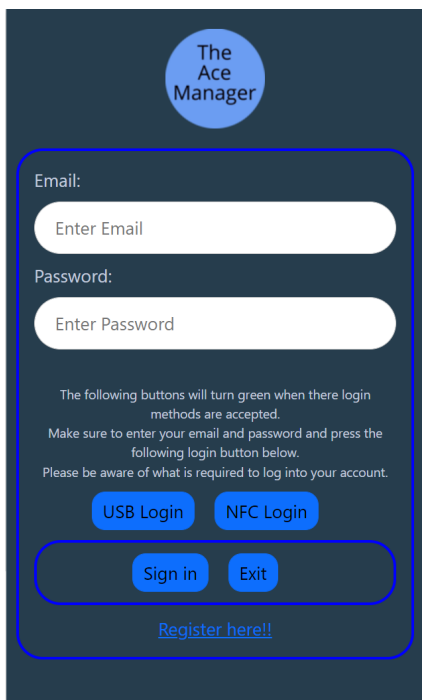 The
Ace
Manager
Email:
Enter Email
Password:
Enter Password
The following buttons will turn green when there login
methods are accepted.
Make sure to enter your email and password and press the
following login button below.
Please be aware of what is required to log into your account.
USB Login NFC Login
Sign in Exit
Register here!!